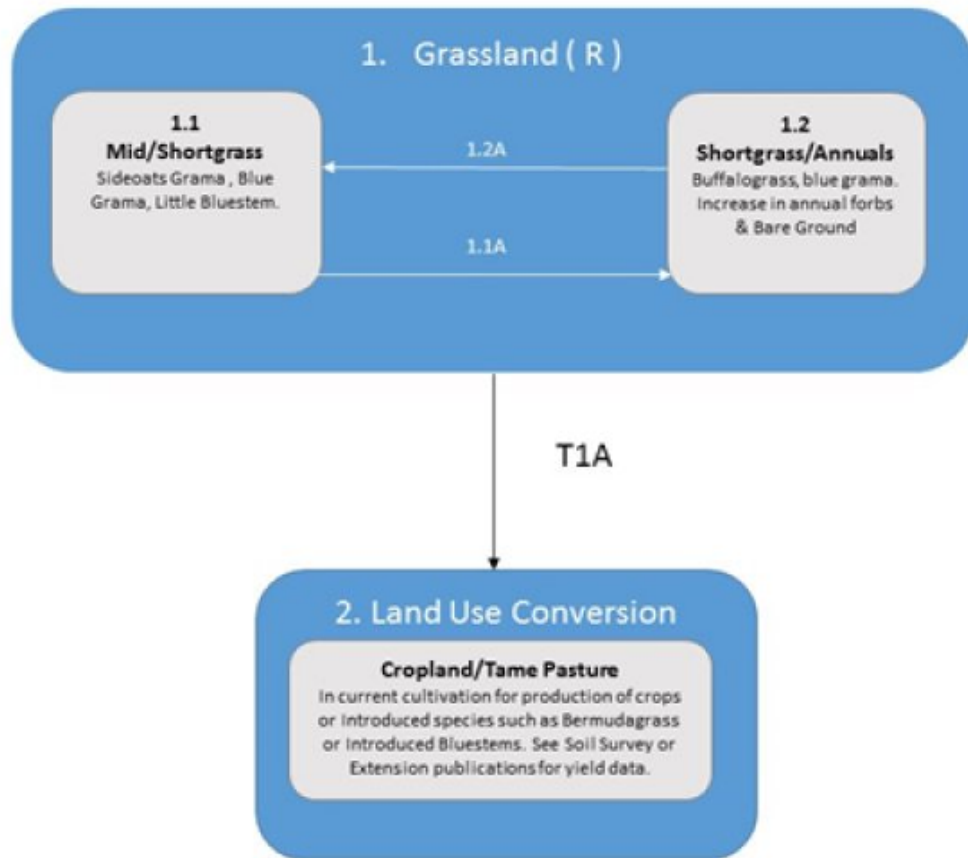 1. Grassland ( R )
1.1
Mid/Shortgrass
Sideoats Grama , Blue
Grama, Little Bluestem.
1.2A
1.1A
1.2
Shortgrass/Annuals
Buffalograss, blue grama.
Increase in annual forbs
& Bare Ground
T1A
2. Land Use Conversion
Cropland/Tame Pasture
In current cultivation for production of crops
or Introduced species such as Bermudagrass
or Introduced Bluestems. See Soil Survey or
Extension publications for yield data.